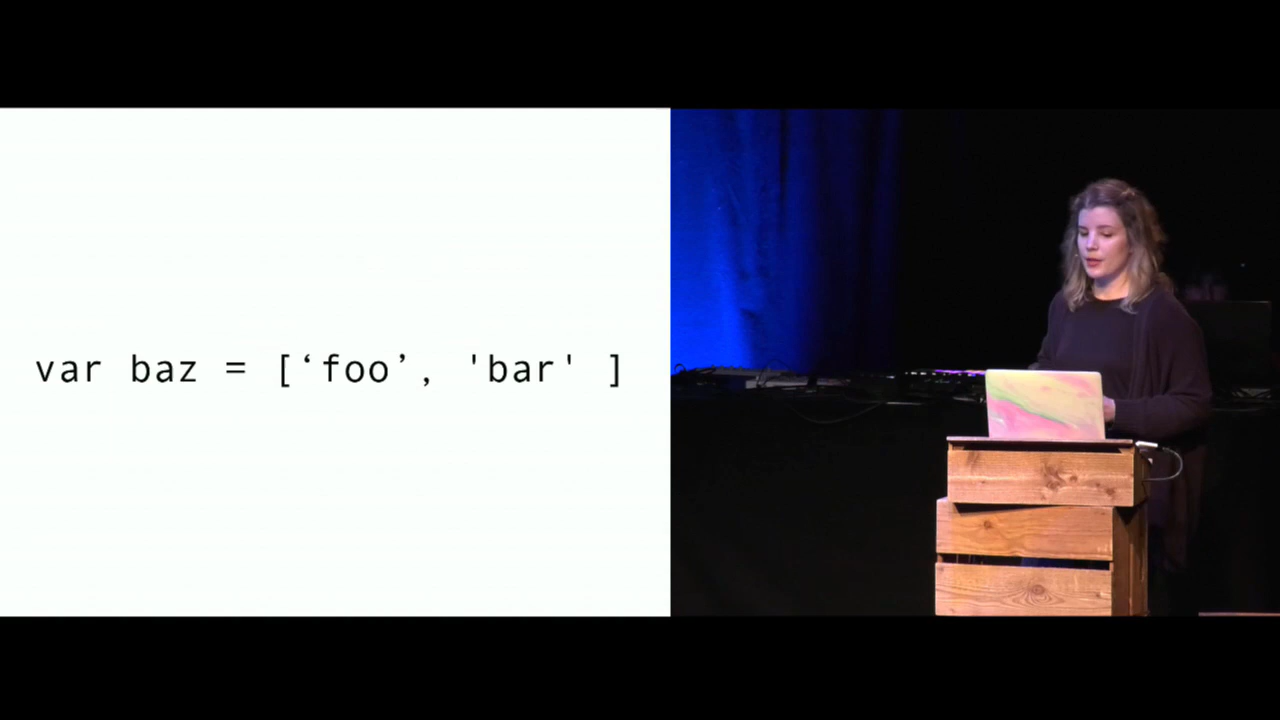 var baz = [‘foo’, 'bar' ]